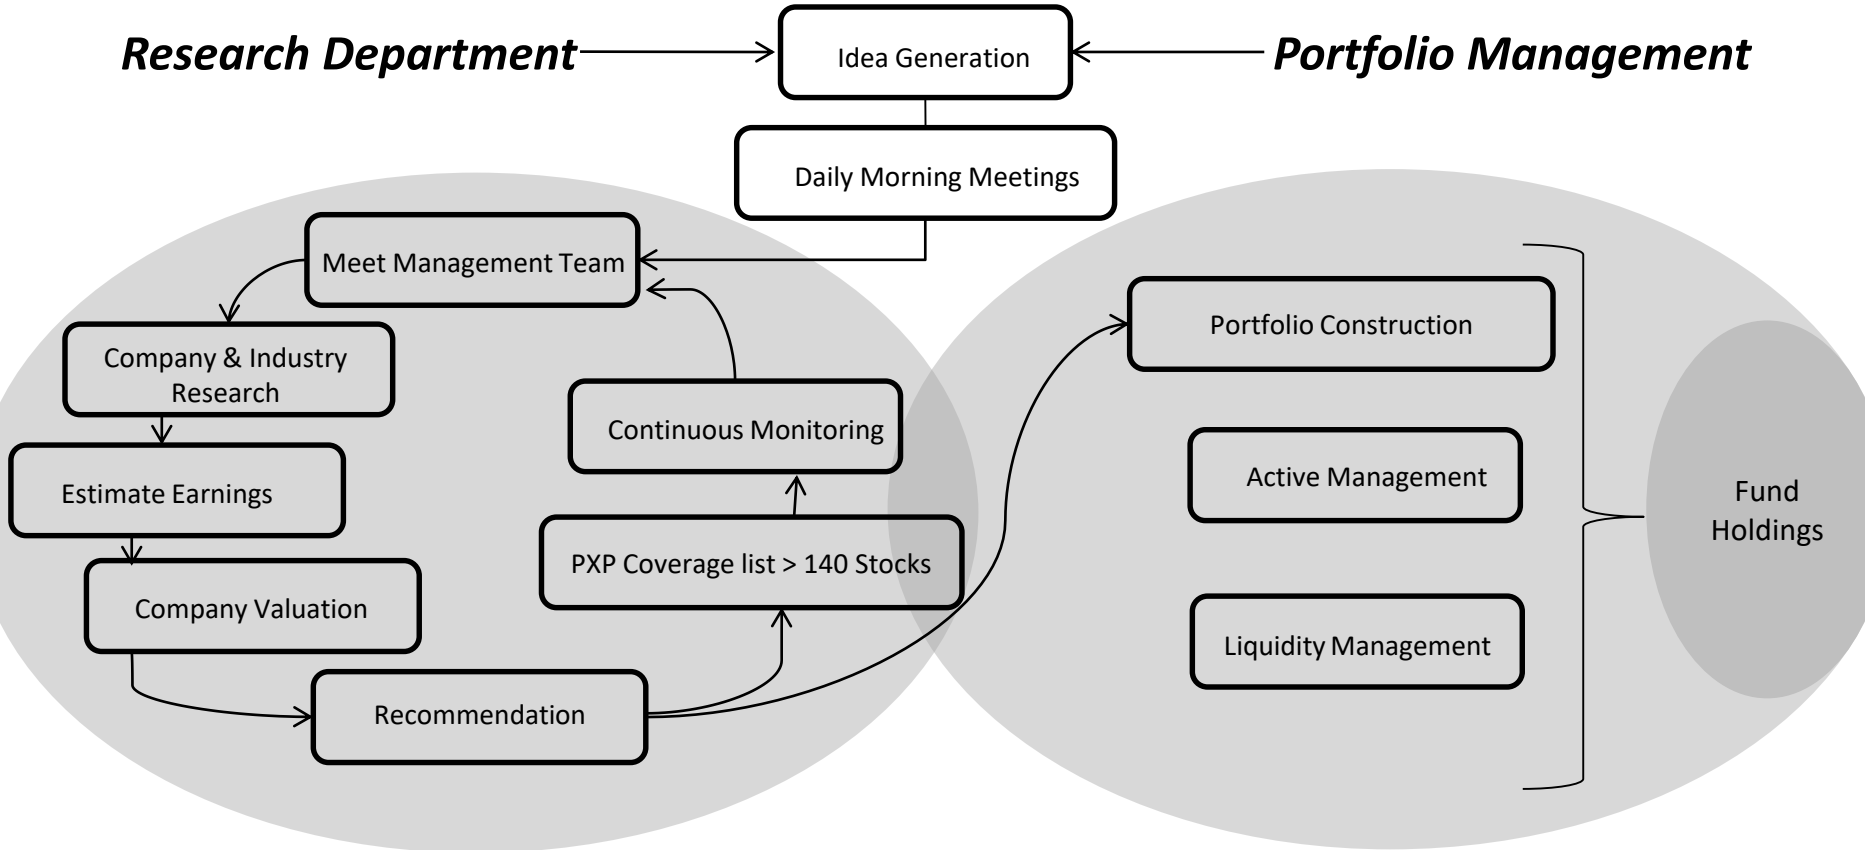 Research Department
Idea Generation
Portfolio Management
Daily Morning Meetings
Meet Management Team
Company & Industry
Research
Estimate Earnings
Company Valuation
Recommendation
PXP Coverage list > 140 Stocks
Continuous Monitoring
Portfolio Construction
Active Management
Liquidity Management
Fund
Holdings